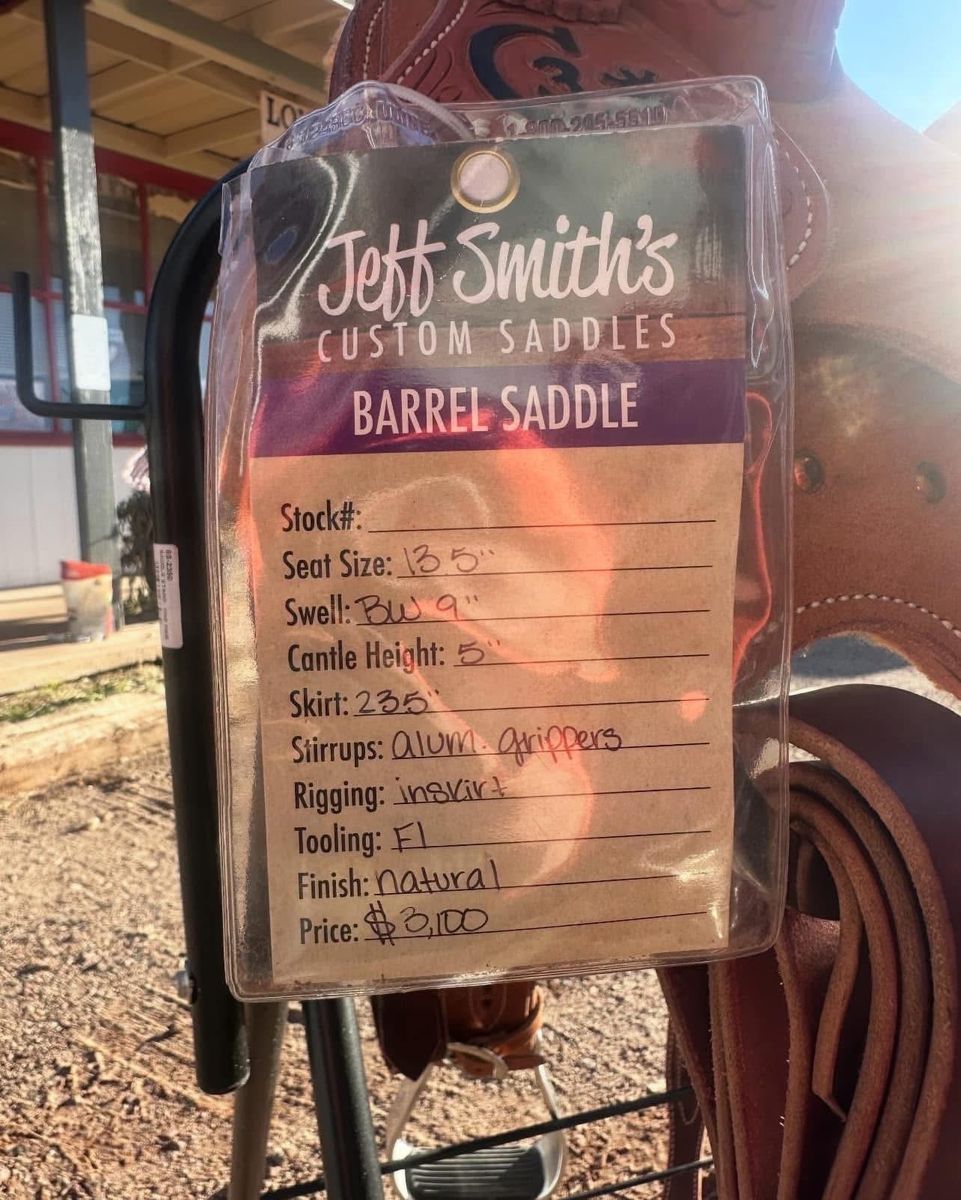 Jeff Smith's
CUSTOM SADDLES
BARREL SADDLE
Stock#:
Seat Size: 13 5"
Swell: BW 9"
Cantle Height: 5"
Skirt: 23.5"
Stirrups: alum. grippers
Rigging: inskirt
Tooling: Fl
Finish: natural
Price: $3,100